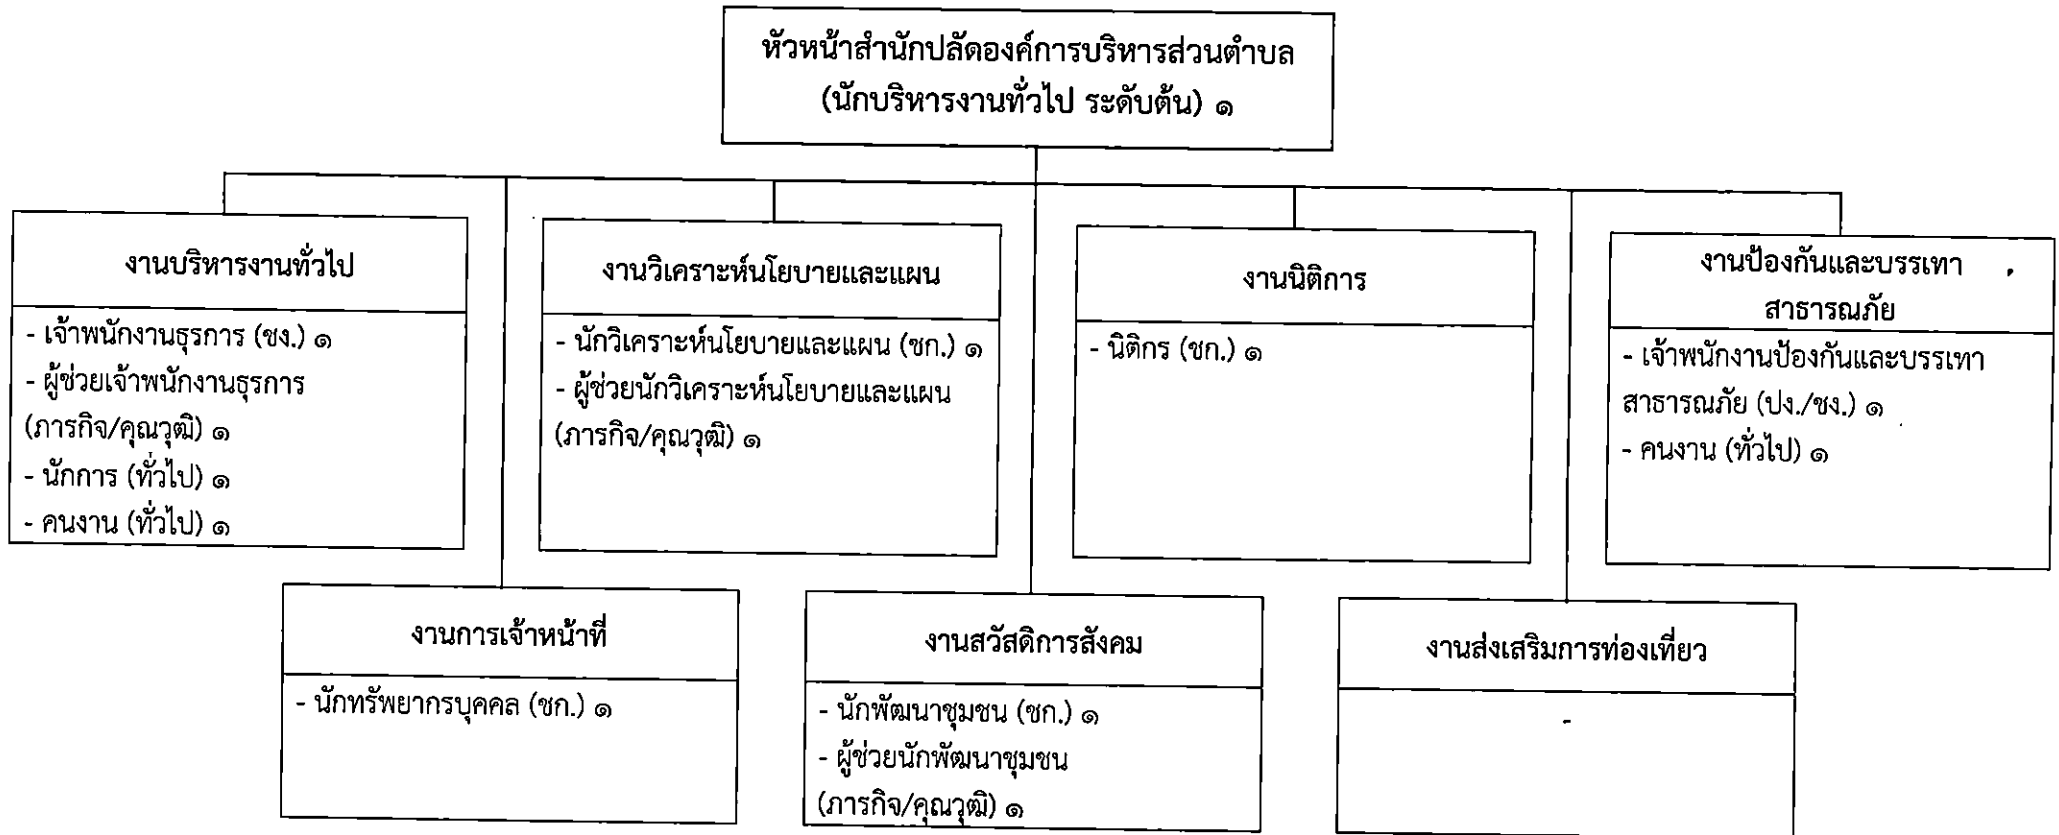 หัวหน้าสำนักปลัดองค์การบริหารส่วนตำบล
(นักบริหารงานทั่วไป ระดับต้น) ๑
งานบริหารงานทั่วไป
- เจ้าพนักงานธุรการ (ชง.) ๑
- ผู้ช่วยเจ้าพนักงานธุรการ
(ภารกิจ/คุณวุฒิ) ๑
- นักการ (ทั่วไป) ๑
- คนงาน (ทั่วไป) ๑
งานวิเคราะห์นโยบายและแผน
- นักวิเคราะห์นโยบายและแผน (ชก.) ๑
- ผู้ช่วยนักวิเคราะห์นโยบายและแผน
(ภารกิจ/คุณวุฒิ) ๑
งานนิติการ
- นิติกร (ชก.) ๑
งานป้องกันและบรรเทา
สาธารณภัย
- เจ้าพนักงานป้องกันและบรรเทา
สาธารณภัย (ปง./ชง.) ๑
- คนงาน (ทั่วไป) ๑
งานการเจ้าหน้าที่
- นักทรัพยากรบุคคล (ชก.) ๑
งานสวัสดิการสังคม
- นักพัฒนาชุมชน (ชก.) ๑
- ผู้ช่วยนักพัฒนาชุมชน
(ภารกิจ/คุณวุฒิ) ๑
งานส่งเสริมการท่องเที่ยว
-